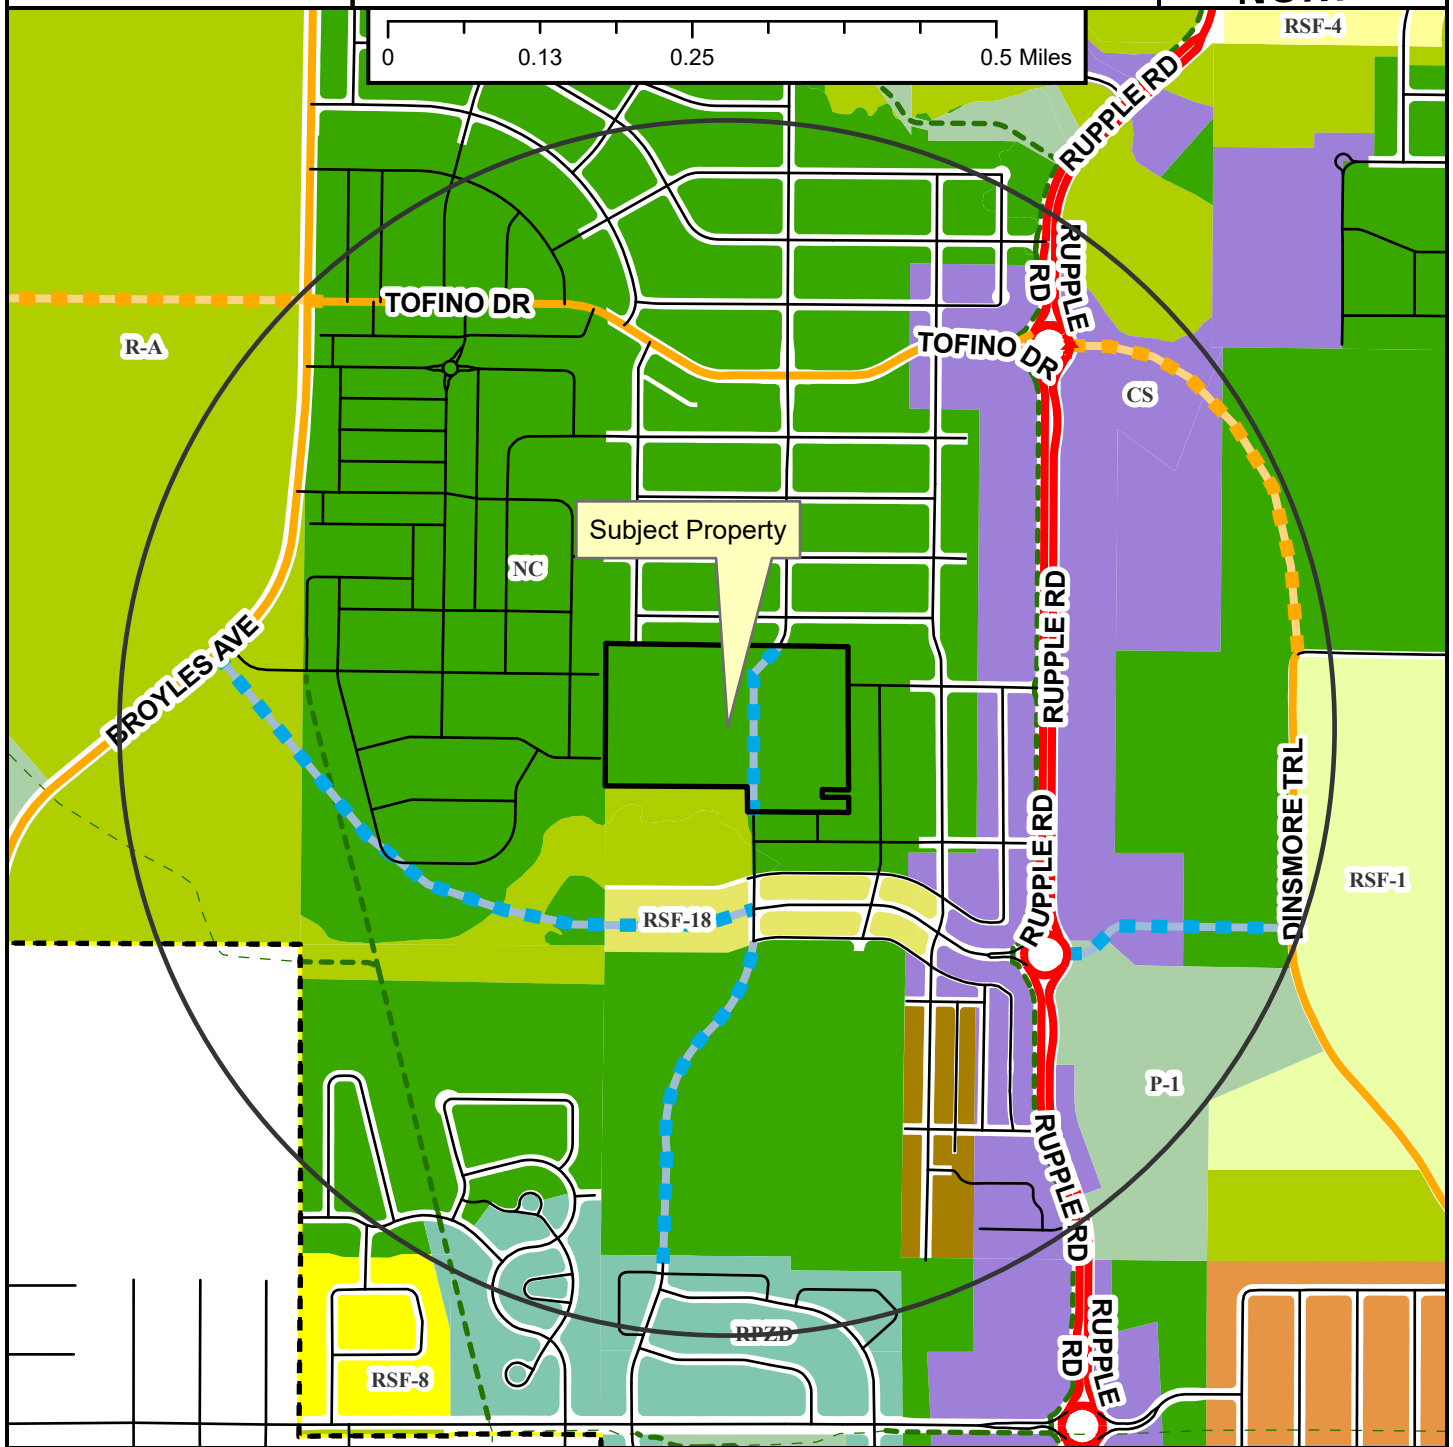 0 0.13 0.25 0.5 Miles
RSF-4
RUPPLE RD
RUPPLE
RD
TOFINO DR
R-A
TOFINO DR
CS
Subject Property
NC
RUPPLE RD
BROYLES AVE
DINSMORE TRL
RUPPLE RD
RSF-1
RSF-18
P-1
RUPPLE RD
RPZD
RUPPLE
RD
RSF-8